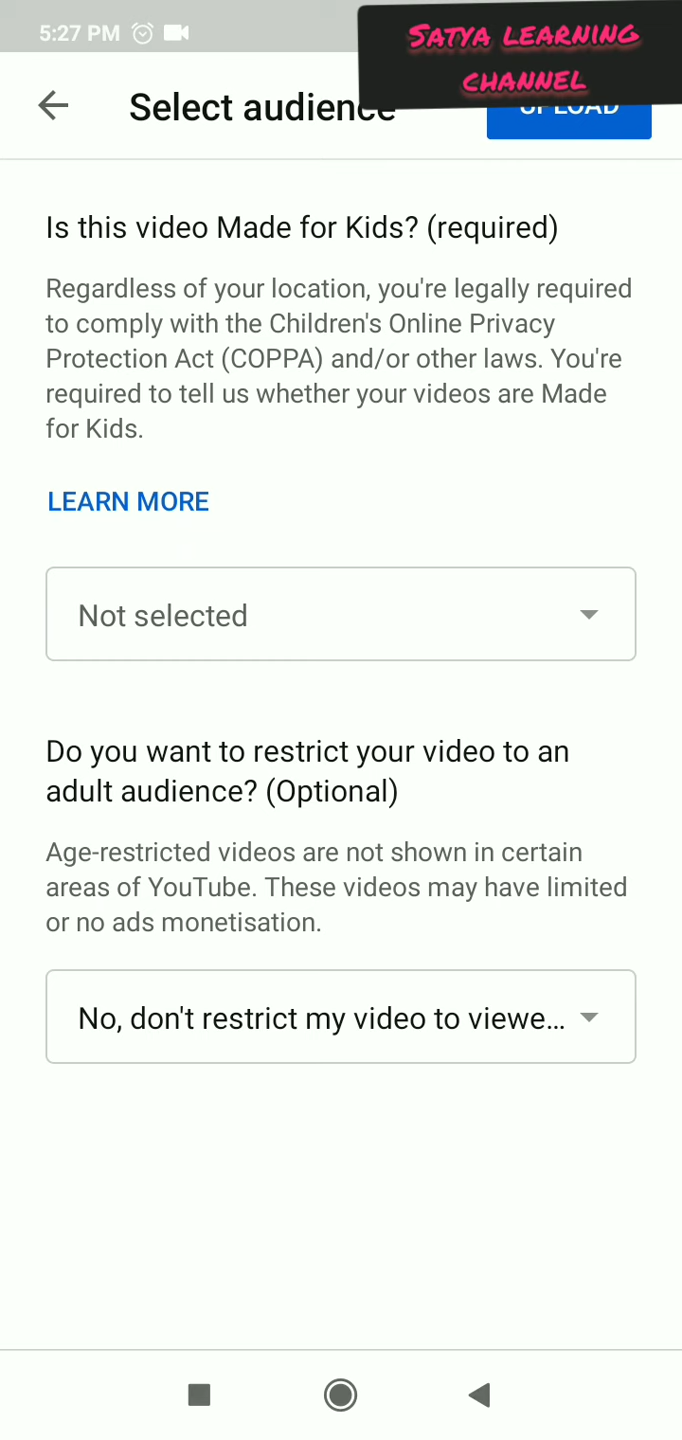 5:27 PM
SATYA LEARNING
CHANNEL
Select audience
UPLOAD
Is this video Made for Kids? (required)
Regardless of your location, you're legally required
to comply with the Children's Online Privacy
Protection Act (COPPA) and/or other laws. You're
required to tell us whether your videos are Made
for Kids.
LEARN MORE
Not selected
Do you want to restrict your video to an
adult audience? (Optional)
Age-restricted videos are not shown in certain
areas of YouTube. These videos may have limited
or no ads monetisation.
No, don't restrict my video to viewe...